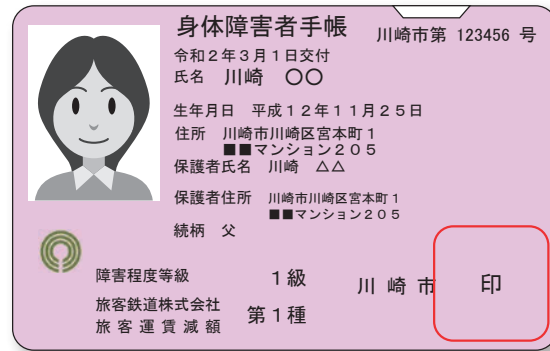 身体障害者手帳 川崎市第 123456 号
令和2年3月1日交付
氏名 川崎 〇〇
生年月日 平成12年11月25日
住所 川崎市川崎区宮本町1
■■マンション205
保護者氏名 川崎 △△
保護者住所 川崎市川崎区宮本町1
■■マンション205
続柄 父
障害程度等級 1級
川崎市 印
旅客鉄道株式会社
旅客運賃減額 第1種